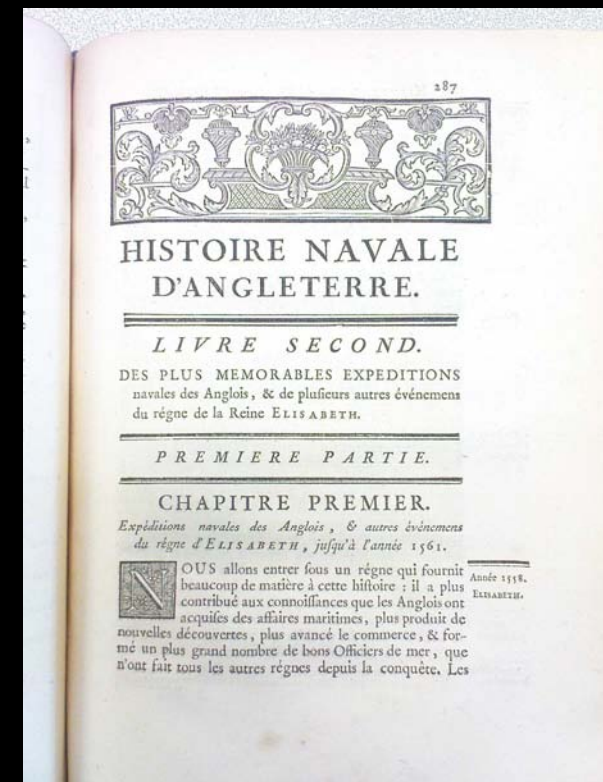 287
HISTOIRE NAVALE
D'ANGLETERRE.
LIVRE SECOND.
DES PLUS MEMORABLES EXPEDITIONS
navales des Anglois, & de plusieurs autres événemens
du régne de la Reine ELISABETH.
PREMIERE PARTIE.
CHAPITRE PREMIER.
Expéditions navales des Anglois, & autres événemens
du régne d'ELISABETH, jusqu'à l'année 1561.
NOUS allons entrer sous un régne qui fournit
beaucoup de matière à cette histoire : il a plus
contribué aux connoissances que les Anglois ont
acquises des affaires maritimes, plus produit de
nouvelles découvertes, plus avancé le commerce, & for-
mé un plus grand nombre de bons Officiers de mer, que
n'ont fait tous les autres régnes depuis la conquête. Les
Année 1558.
ELISABETH.